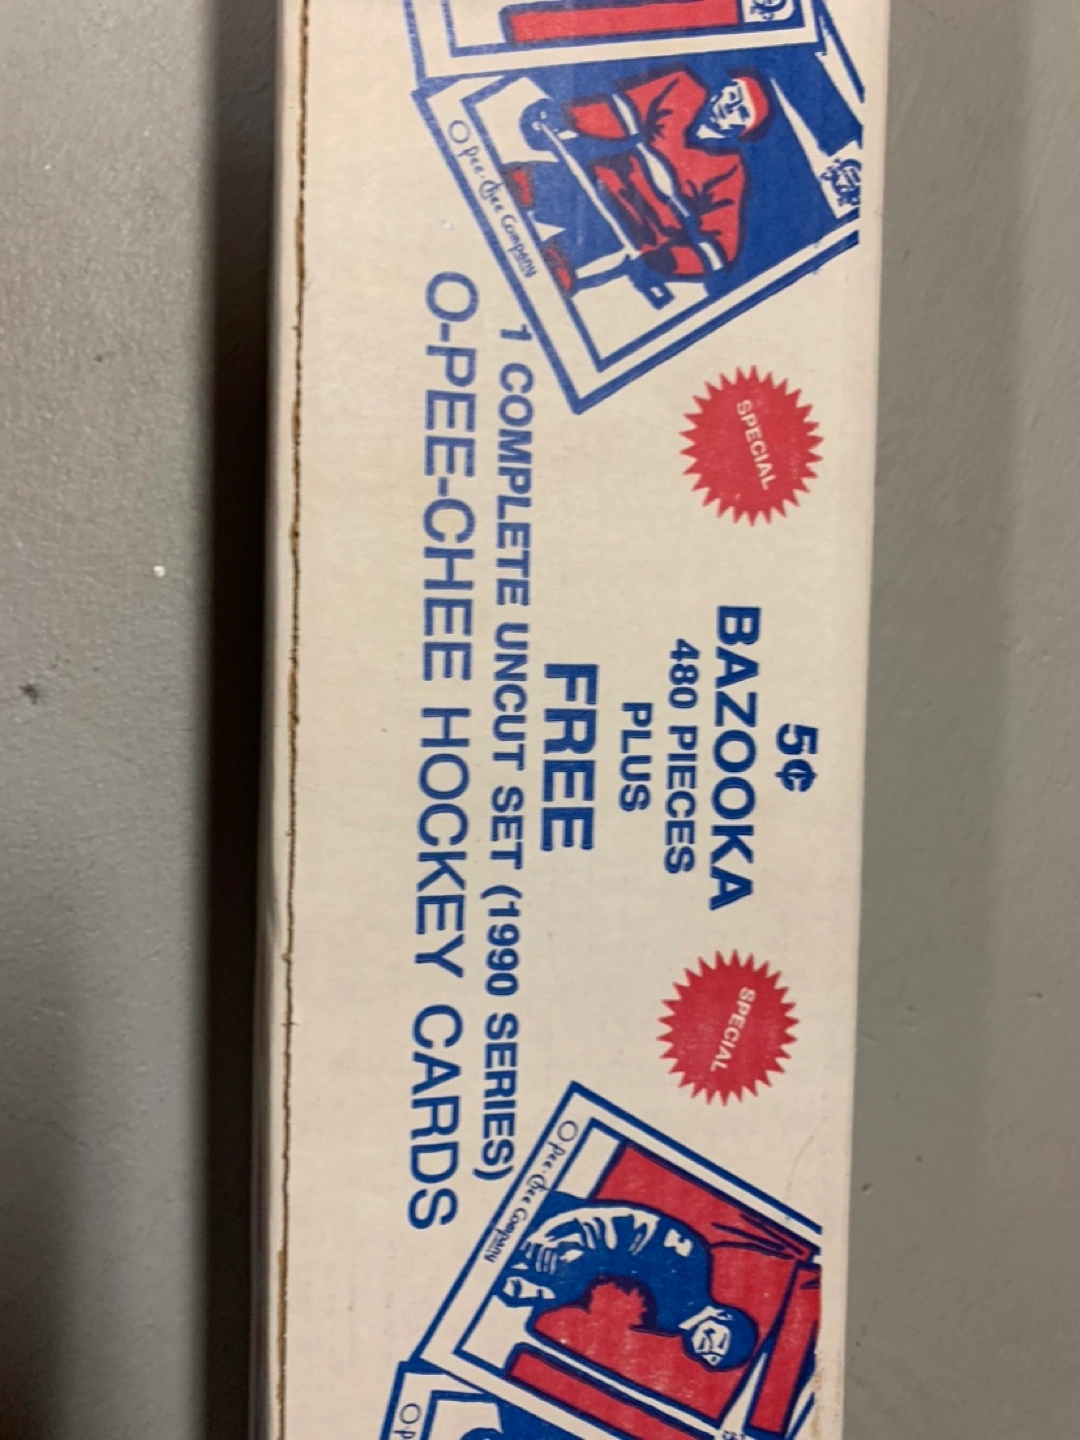 5¢
BAZOOKA
480 PIECES
PLUS
FREE
1 COMPLETE UNCUT SET (1990 SERIES)
O-PEE-CHEE HOCKEY CARDS
SPECIAL
SPECIAL
O Pee-Chee Company
O Pee-Chee Company